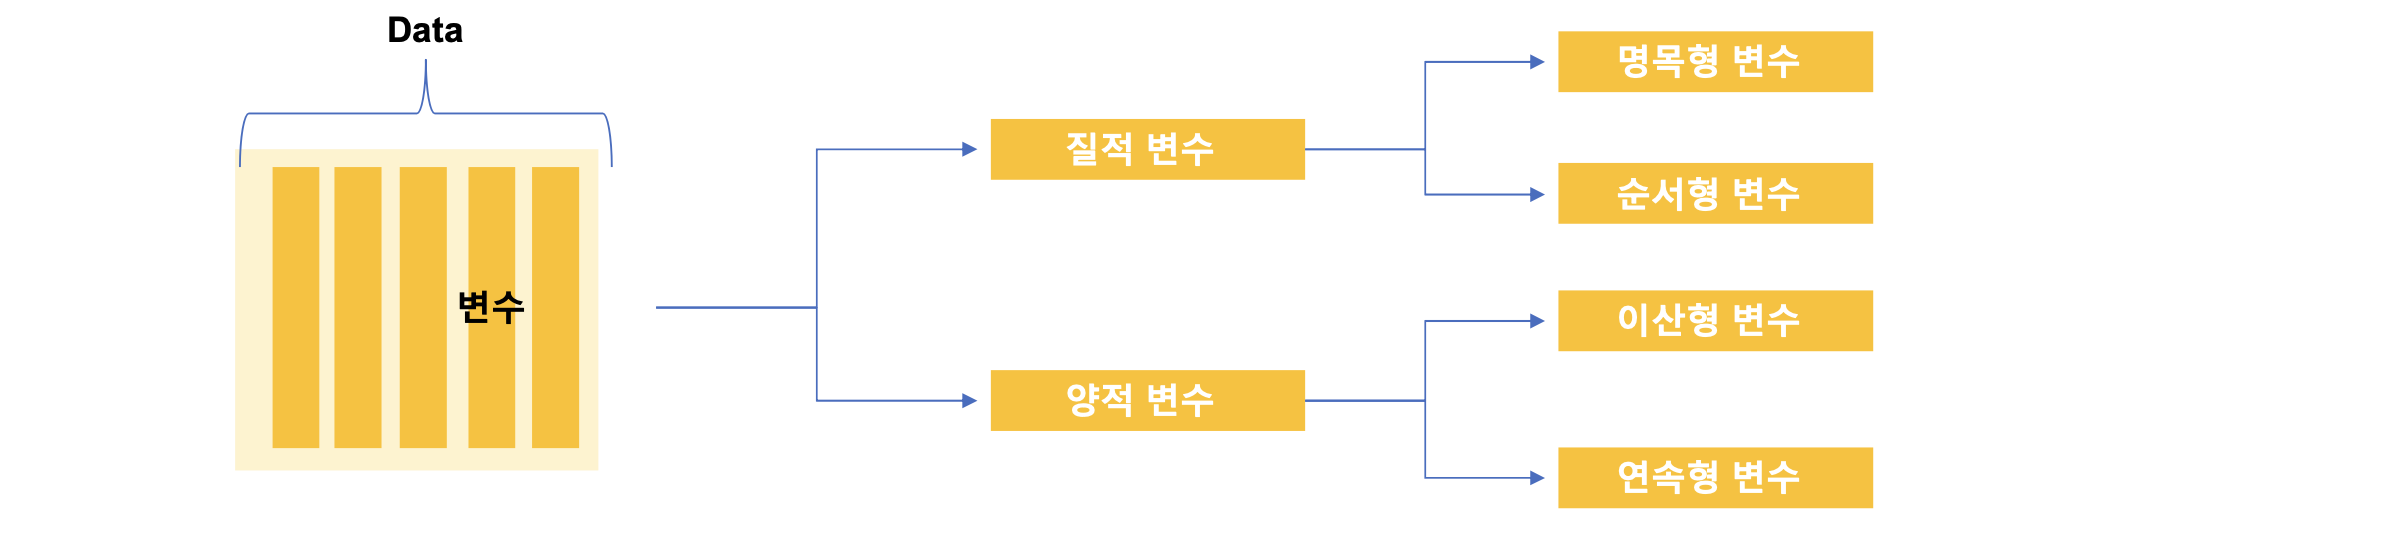 Data
변수
질적 변수
양적 변수
명목형 변수
순서형 변수
이산형 변수
연속형 변수